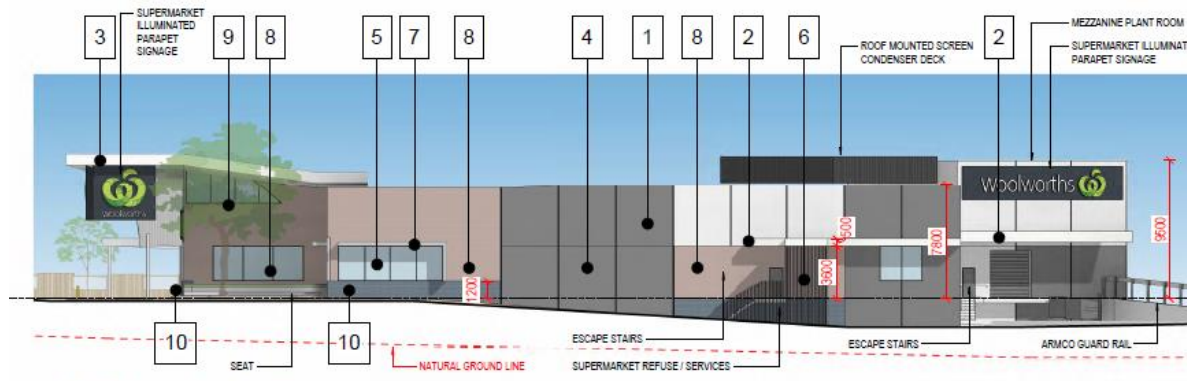 SUPERMARKET
ILLUMINATED
PARAPET
SIGNAGE
3
9
8
5
7
8
4
1
8
2
6
ROOF MOUNTED SCREEN
CONDENSER DECK
2
MEZZANINE PLANT ROOM
SUPERMARKET ILLUMINAT
PARAPET SIGNAGE
woolworths
Woolworths
1200
500
3600
7800
9500
10
10
SEAT
NATURAL GROUND LINE
ESCAPE STAIRS
SUPERMARKET REFUSE / SERVICES
ESCAPE STAIRS
ARMCO GUARD RAIL